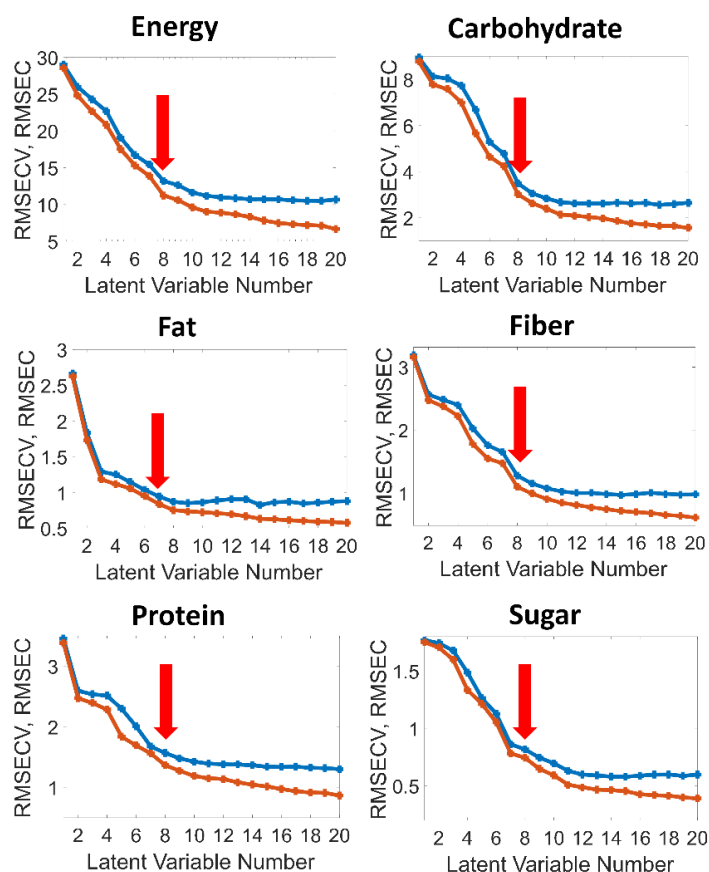 Energy
RMSECV, RMSEC
30
25
20
15
10
5
2 4 6 8 10 12 14 16 18 20
Latent Variable Number
Carbohydrate
RMSECV, RMSEC
8
6
4
2
2 4 6 8 10 12 14 16 18 20
Latent Variable Number
Fat
RMSECV, RMSEC
3
2.5
2
1.5
1
0.5
2 4 6 8 10 12 14 16 18 20
Latent Variable Number
Fiber
RMSECV, RMSEC
3
2
1
2 4 6 8 10 12 14 16 18 20
Latent Variable Number
Protein
RMSECV, RMSEC
3
2
1
2 4 6 8 10 12 14 16 18 20
Latent Variable Number
Sugar
RMSECV, RMSEC
1.5
1
0.5
2 4 6 8 10 12 14 16 18 20
Latent Variable Number